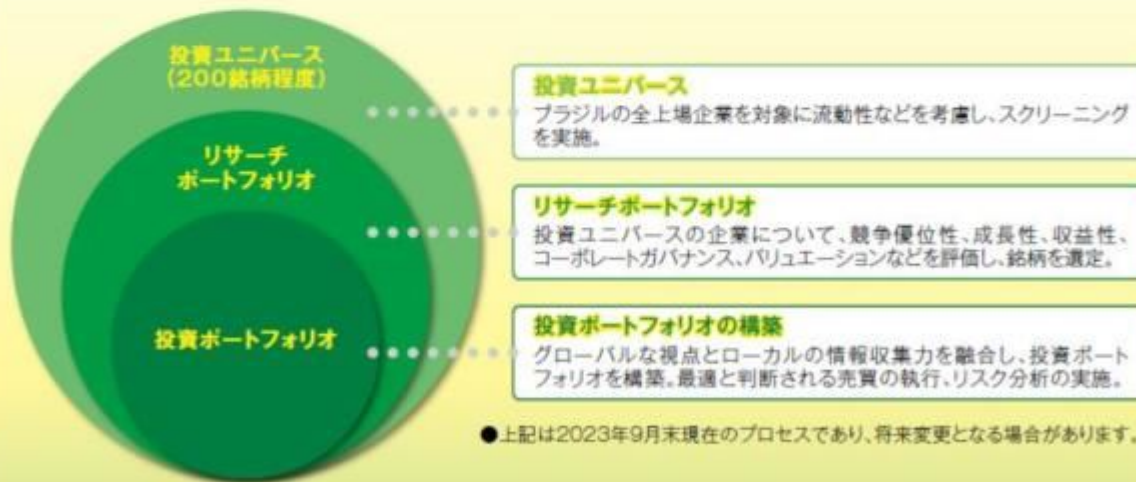 投資ユニバース
(200銘柄程度)
リサーチ
ポートフォリオ
投資ポートフォリオ
投資ユニバース
ブラジルの全上場企業を対象に流動性などを考慮し、スクリーニング
を実施。
リサーチポートフォリオ
投資ユニバースの企業について、競争優位性、成長性、収益性、
コーポレートガバナンス、バリュエーションなどを評価し、銘柄を選定。
投資ポートフォリオの構築
グローバルな視点とローカルの情報収集力を融合し、投資ポート
フォリオを構築。最適と判断される売買の執行、リスク分析の実施。
●上記は2023年9月末現在のプロセスであり、将来変更となる場合があります。